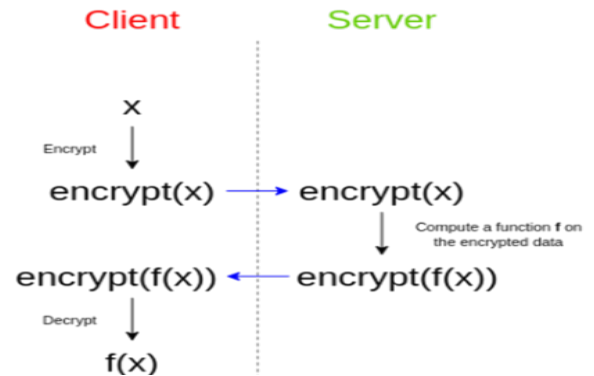 Client
Server
x
Encrypt
encrypt(x)
encrypt(x)
Compute a function f on
the encrypted data
encrypt(f(x))
encrypt(f(x))
Decrypt
f(x)